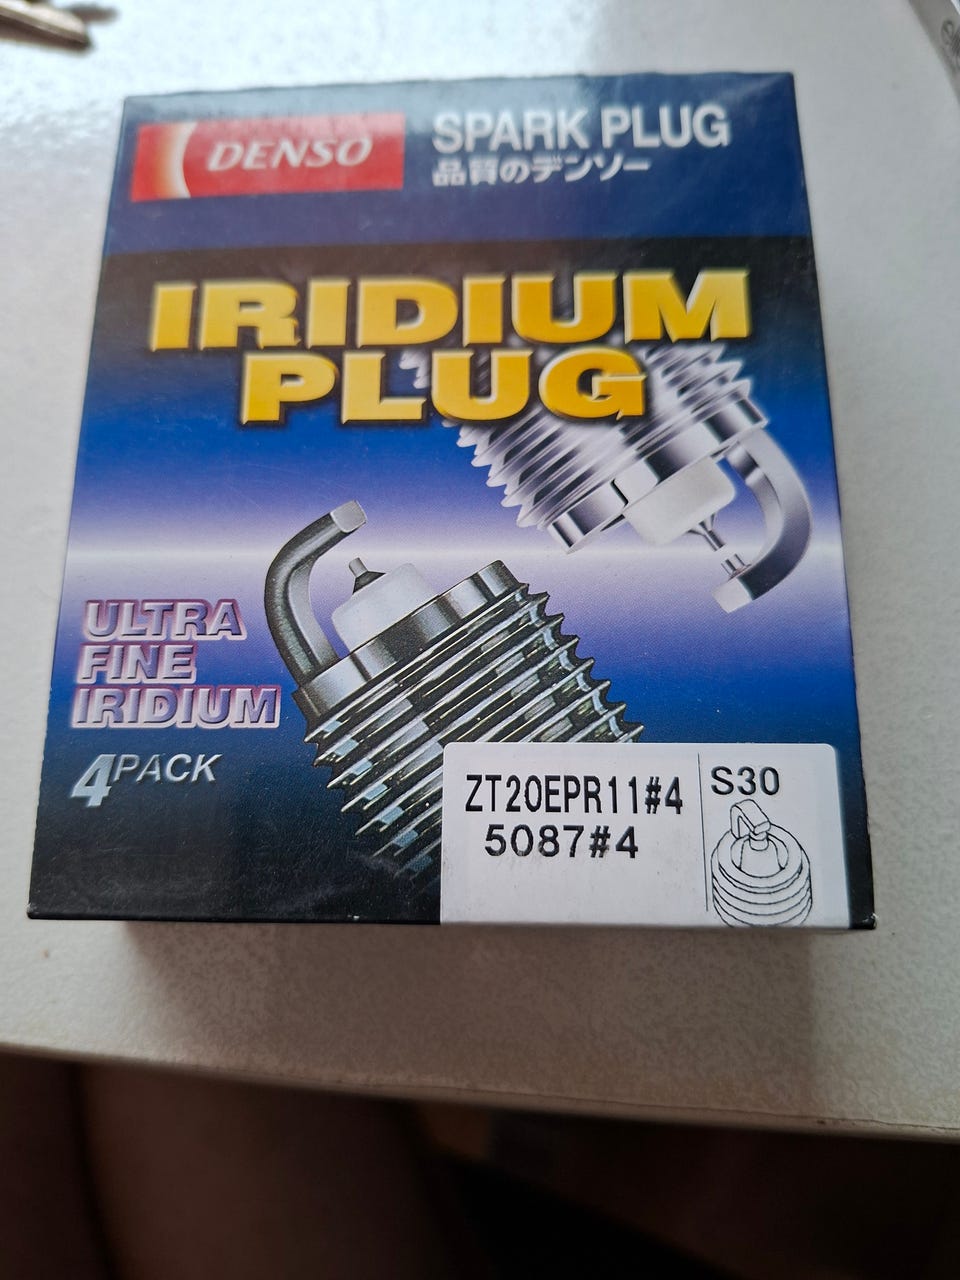 DENSO
SPARK PLUG
品質のデンソー
IRIDIUM
PLUG
ULTRA
FINE
IRIDIUM
4PACK
ZT20EPR11#4
5087#4
S30